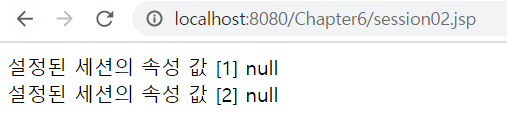 localhost:8080/Chapter6/session02.jsp
설정된 세션의 속성 값 [1] null
설정된 세션의 속성 값 [2] null